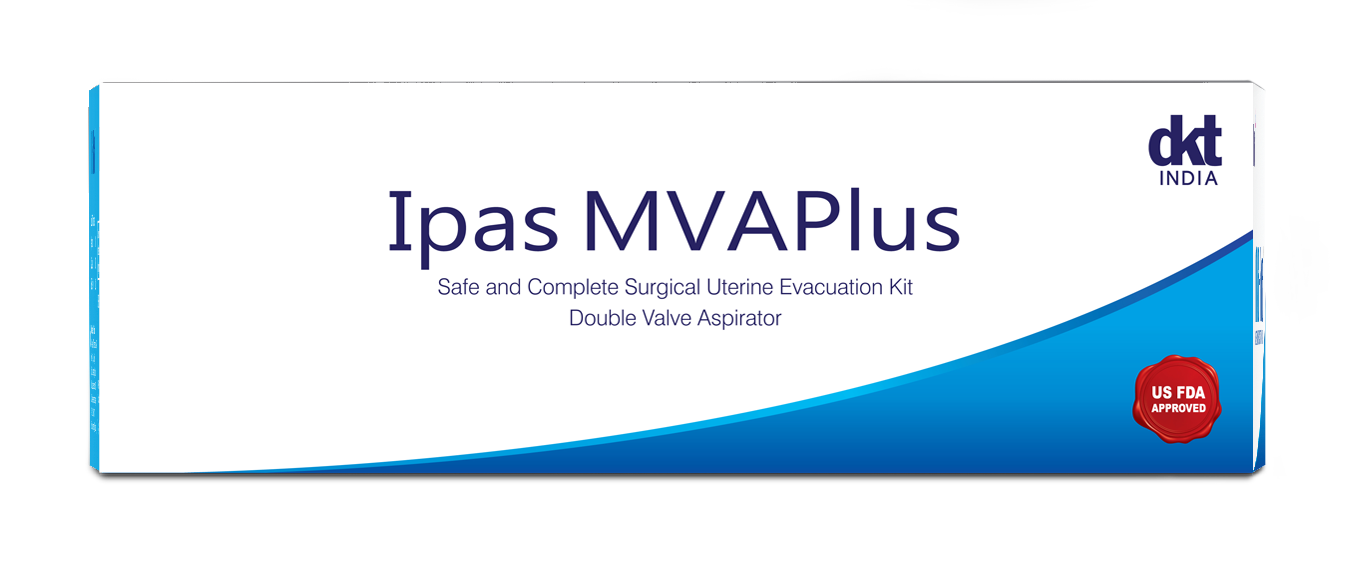 dkt
INDIA
Ipas MVAPlus
Safe and Complete Surgical Uterine Evacuation Kit
Double Valve Aspirator
US FDA
APPROVED